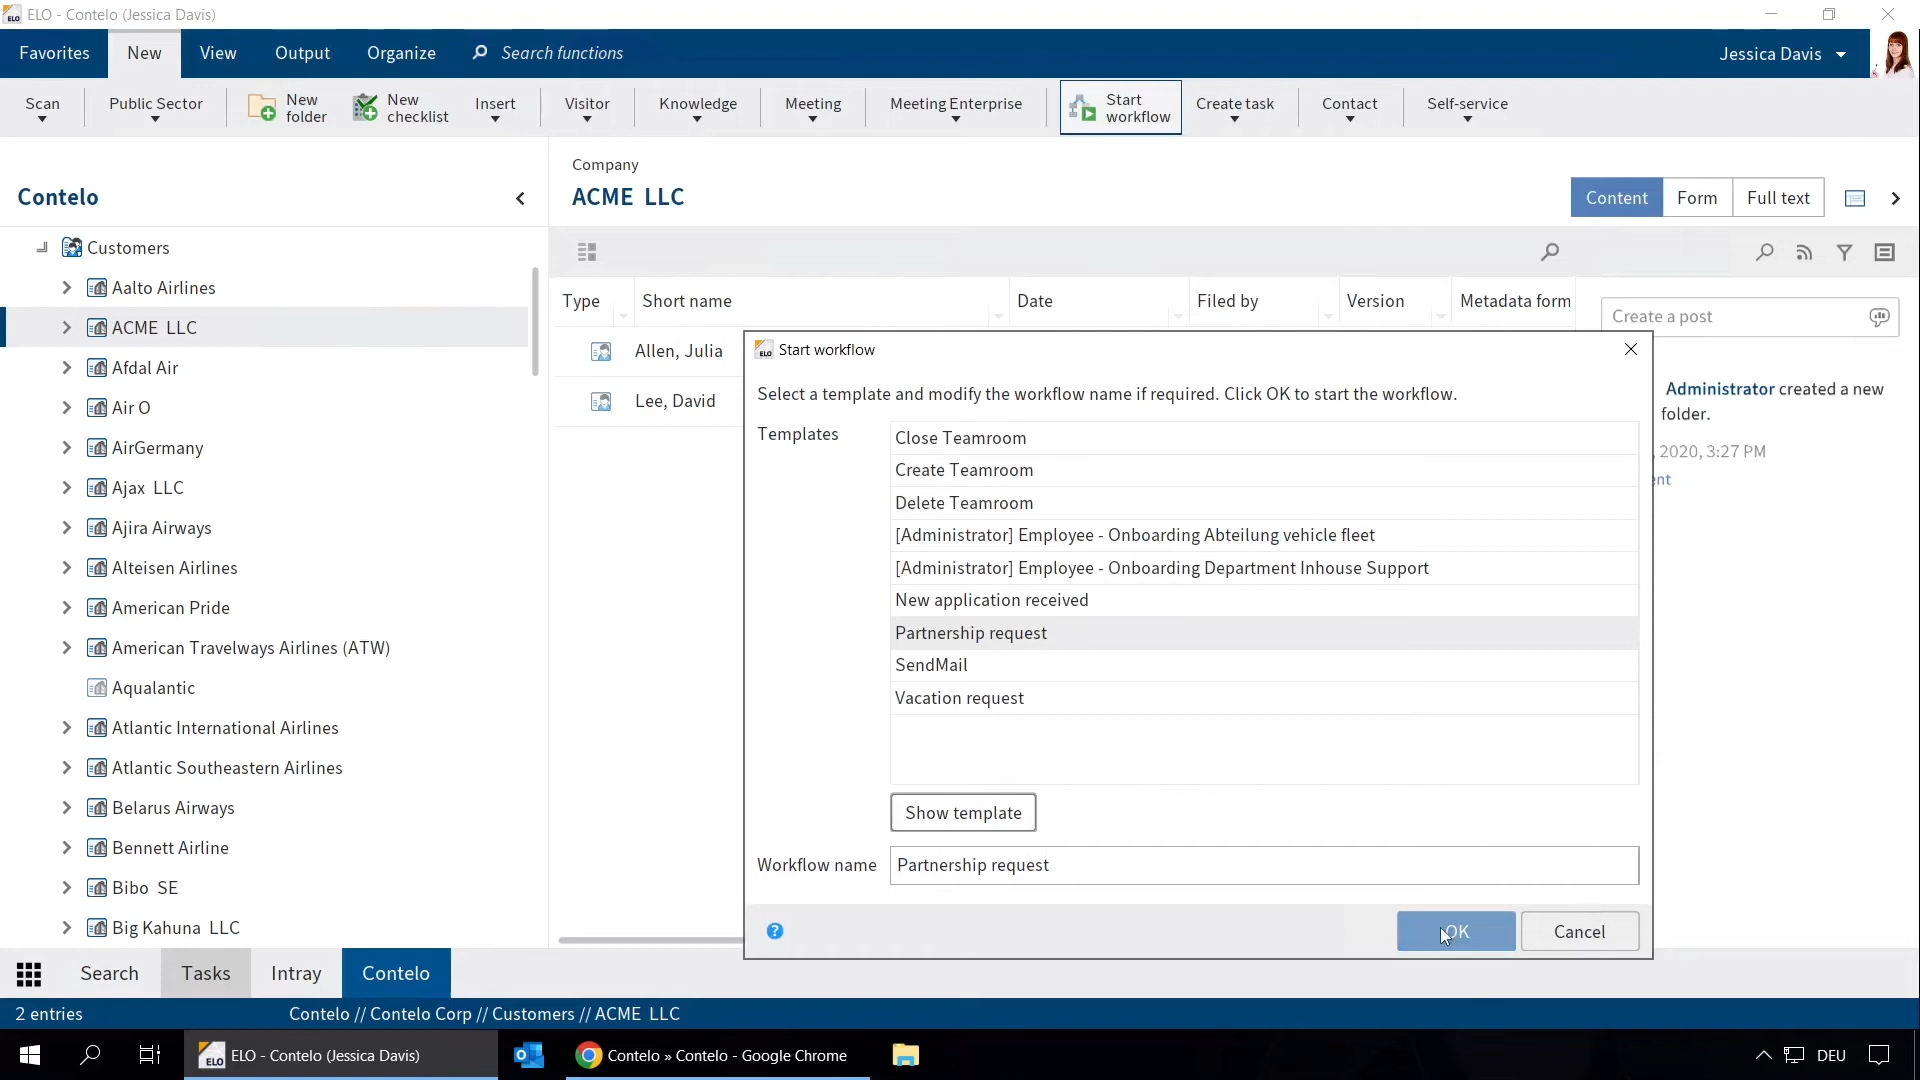 ELO - Contelo (Jessica Davis)
Favorites
New
View
Output
Organize
Search functions
Jessica Davis
Scan
Public Sector
New
folder
New
checklist
Insert
Visitor
Knowledge
Meeting
Meeting Enterprise
Start
workflow
Create task
Contact
Self-service
Contelo
Company
ACME LLC
Content
Form
Full text
Customers
Aalto Airlines
ACME LLC
Afdal Air
Air O
AirGermany
Ajax LLC
Ajira Airways
Alteisen Airlines
American Pride
American Travelways Airlines (ATW)
Aqualantic
Atlantic International Airlines
Atlantic Southeastern Airlines
Belarus Airways
Bennett Airline
Bibo SE
Big Kahuna LLC
Type
Short name
Date
Filed by
Version
Metadata form
Allen, Julia
Lee, David
Create a post
Administrator created a new
folder.
, 2020, 3:27 PM
ent
ELO
Start workflow
Select a template and modify the workflow name if required. Click OK to start the workflow.
Templates
Close Teamroom
Create Teamroom
Delete Teamroom
[Administrator] Employee - Onboarding Abteilung vehicle fleet
[Administrator] Employee - Onboarding Department Inhouse Support
New application received
Partnership request
SendMail
Vacation request
Show template
Workflow name
Partnership request
?
OK
Cancel
Search
Tasks
Intray
Contelo
2 entries
Contelo // Contelo Corp // Customers // ACME LLC
ELO - Contelo (Jessica Davis)
Contelo » Contelo - Google Chrome
DEU